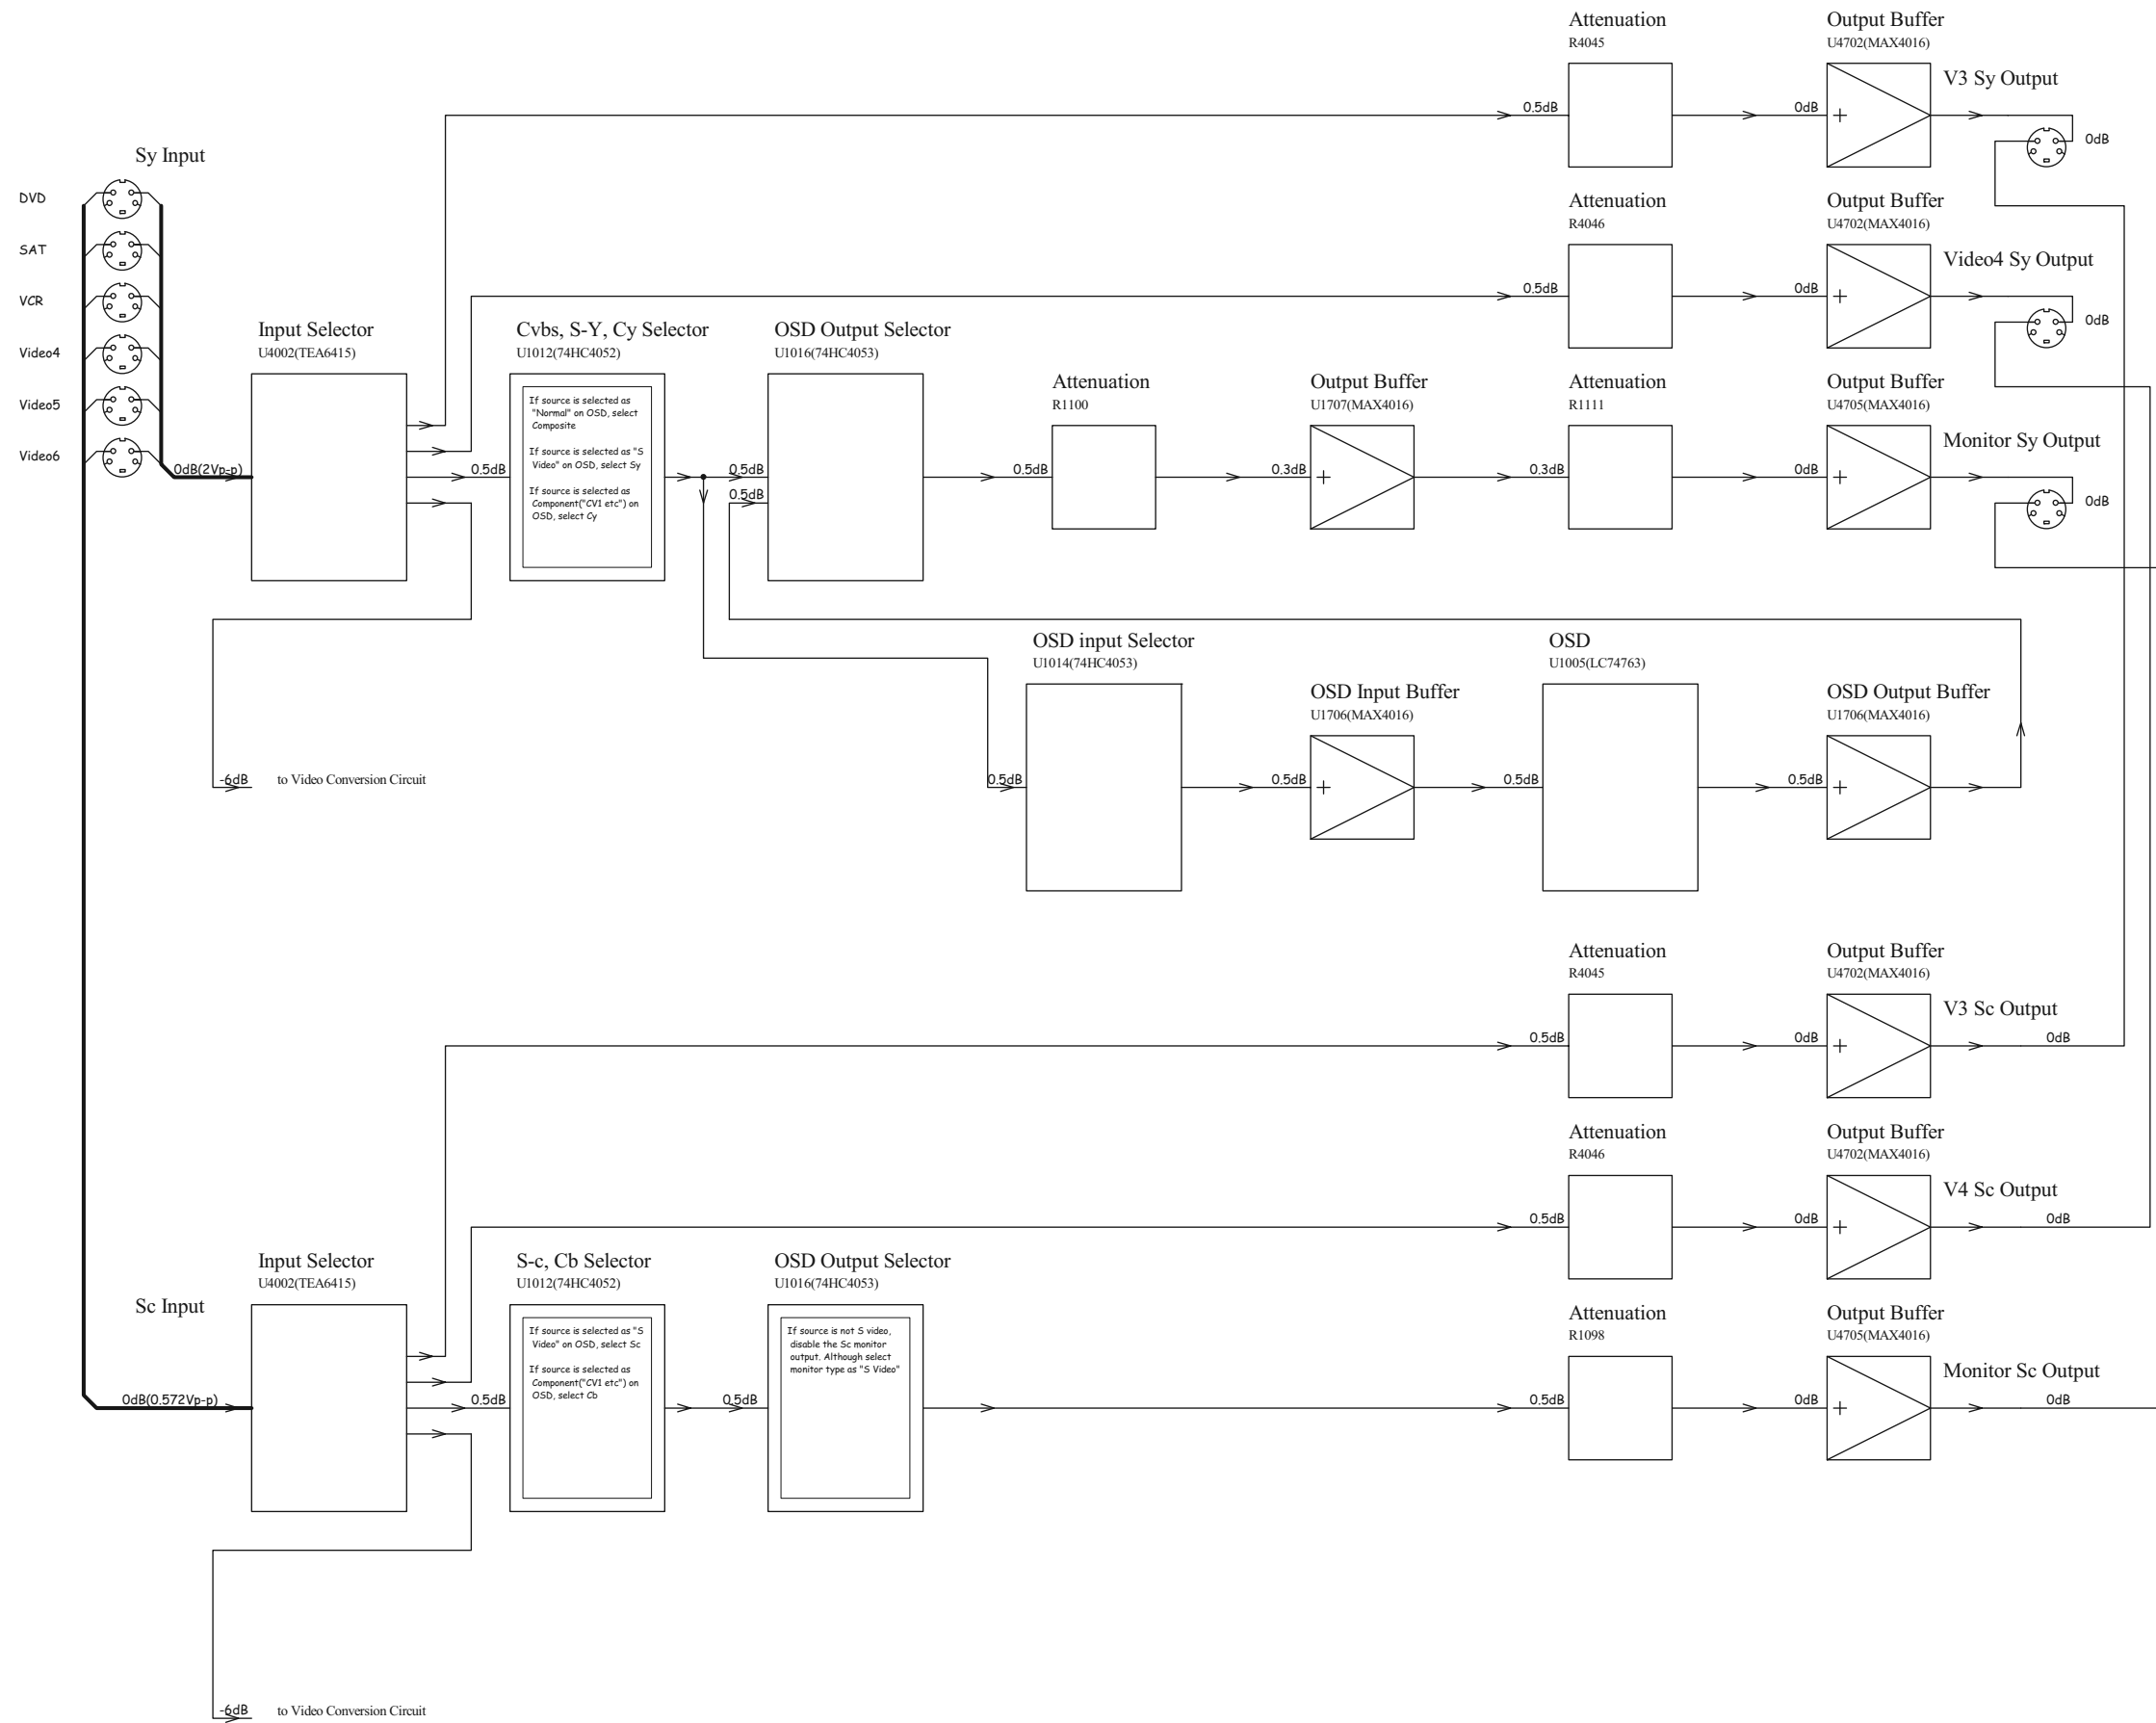 Attenuation
R4045
Output Buffer
U4702(MAX4016)
V3 Sy Output
0.5dB
0dB
+
0dB
Sy Input
DVD
SAT
VCR
Video4
Video5
Video6
0dB(2Vp-p)
Attenuation
R4046
Output Buffer
U4702(MAX4016)
Video4 Sy Output
0.5dB
0dB
+
0dB
Input Selector
U4002(TEA6415)
0.5dB
Cvbs, S-Y, Cy Selector
U1012(74HC4052)
If source is selected as
"Normal" on OSD, select
Composite
If source is selected as "S
Video" on OSD, select Sy
If source is selected as
Component("CV1 etc") on
OSD, select Cy
0.5dB
0.5dB
OSD Output Selector
U1016(74HC4053)
0.5dB
Attenuation
R1100
0.3dB
Output Buffer
U1707(MAX4016)
+
0.3dB
Attenuation
R1111
0dB
Output Buffer
U4705(MAX4016)
+
Monitor Sy Output
0dB
-6dB
to Video Conversion Circuit
0.5dB
OSD input Selector
U1014(74HC4053)
0.5dB
OSD Input Buffer
U1706(MAX4016)
+
0.5dB
OSD
U1005(LC74763)
0.5dB
OSD Output Buffer
U1706(MAX4016)
+
Attenuation
R4045
Output Buffer
U4702(MAX4016)
V3 Sc Output
0.5dB
0dB
+
0dB
Attenuation
R4046
Output Buffer
U4702(MAX4016)
V4 Sc Output
0.5dB
0dB
+
0dB
Sc Input
0dB(0.572Vp-p)
Input Selector
U4002(TEA6415)
0.5dB
S-c, Cb Selector
U1012(74HC4052)
If source is selected as "S
Video" on OSD, select Sc
If source is selected as
Component("CV1 etc") on
OSD, select Cb
0.5dB
OSD Output Selector
U1016(74HC4053)
If source is not S video,
disable the Sc monitor
output. Although select
monitor type as "S Video"
0.5dB
Attenuation
R1098
0dB
Output Buffer
U4705(MAX4016)
+
Monitor Sc Output
0dB
-6dB
to Video Conversion Circuit